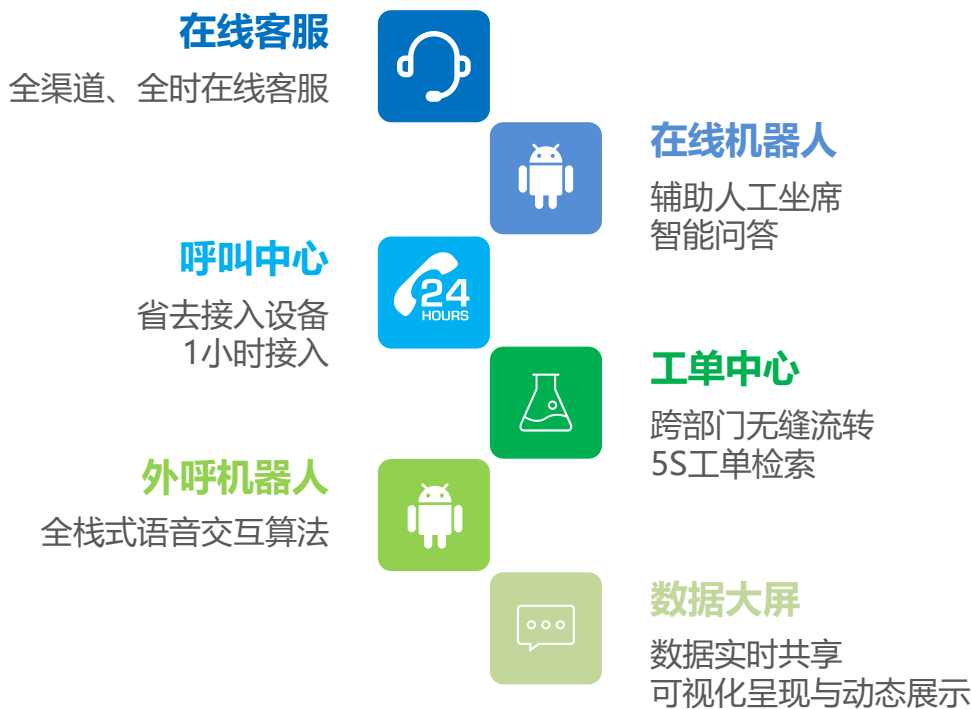 在线客服
全渠道、全时在线客服
在线机器人
辅助人工坐席
智能问答
呼叫中心
省去接入设备
1小时接入
24
HOURS
工单中心
跨部门无缝流转
5S工单检索
外呼机器人
全栈式语音交互算法
数据大屏
数据实时共享
可视化呈现与动态展示